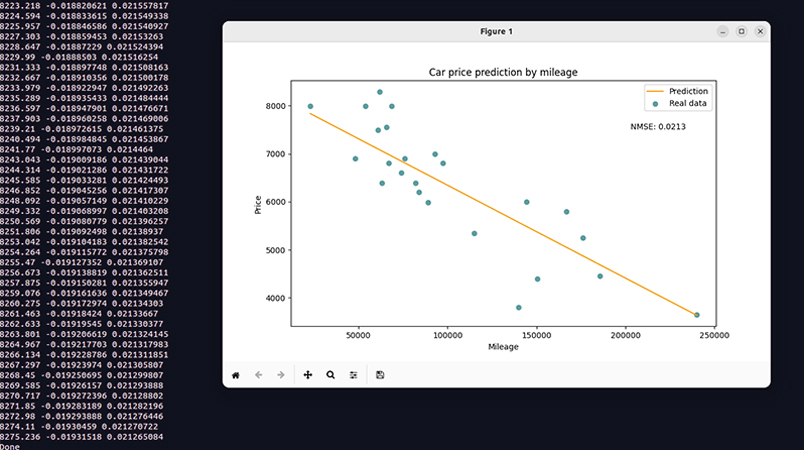 8223.218 -0.018820621 0.021557817
8224.594 -0.018833615 0.021549338
8225.957 -0.01846586 0.021540927
8227.303 -0.018859453 0.02153263
8228.647 -0.01887229 0.021524394
8229.99 -0.01888503 0.021516254
8231.333 -0.018897748 0.021508163
8232.667 -0.018910356 0.021500178
8233.979 -0.018922947 0.021492263
8235.289 -0.018935433 0.021484444
8236.597 -0.018947901 0.021476671
8237.903 -0.018960258 0.021469006
8239.21 -0.018972615 0.021461375
8240.494 -0.018984845 0.021453867
8241.77 -0.018997073 0.0214464
8243.043 -0.019009186 0.021439044
8244.314 -0.019021286 0.021431722
8245.585 -0.019033281 0.021424493
8246.852 -0.019045256 0.021417307
8248.092 -0.019057149 0.021410229
8249.332 -0.019068997 0.021403208
8250.569 -0.019080779 0.021396257
8251.806 -0.019092498 0.02138937
8253.042 -0.019104183 0.021382542
8254.264 -0.019115772 0.021375798
8255.47 -0.019127352 0.021369107
8256.673 -0.019138819 0.021362511
8257.875 -0.019150281 0.021355947
8259.076 -0.019161636 0.021349467
8260.275 -0.019172974 0.02134303
8261.463 -0.01918424 0.02133667
8262.633 -0.01919545 0.021330377
8263.801 -0.019206619 0.021324145
8264.967 -0.019217703 0.021317983
8266.134 -0.019228786 0.021311851
8267.297 -0.01923974 0.021305807
8268.45 -0.019250695 0.021299807
8269.585 -0.01926157 0.021293888
8270.717 -0.019272396 0.02128802
8271.85 -0.019283189 0.021282196
8272.98 -0.019293888 0.021276446
8274.11 -0.01930459 0.021270722
8275.236 -0.01931518 0.021265084
Done
Figure 1
Car price prediction by mileage
Prediction
Real data
NMSE: 0.0213
8000
7000
6000
5000
4000
Price
50000 100000 150000 200000 250000
Mileage